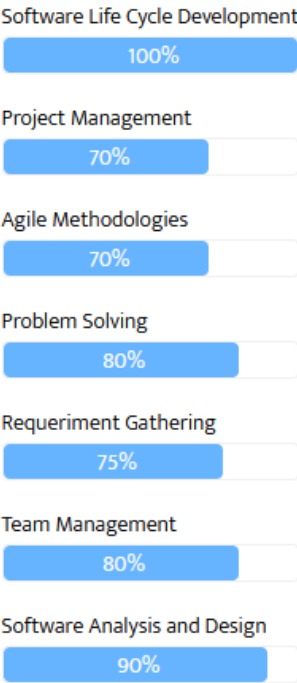 Software Life Cycle Development
100%
Project Management
70%
Agile Methodologies
70%
Problem Solving
80%
Requeriment Gathering
75%
Team Management
80%
Software Analysis and Design
90%